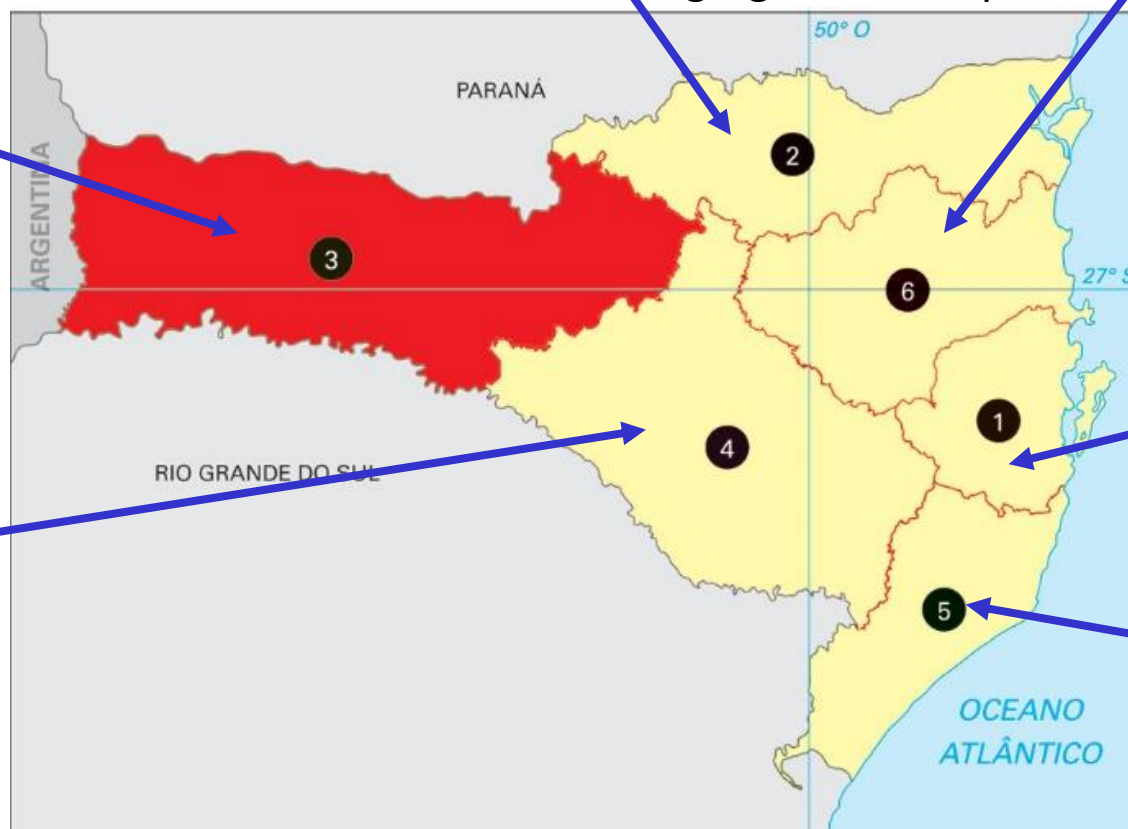 50° O
PARANÁ
ARGENTINA
2
3
6
27° S
1
4
RIO GRANDE DO SUL
5
OCEANO
ATLÂNTICO